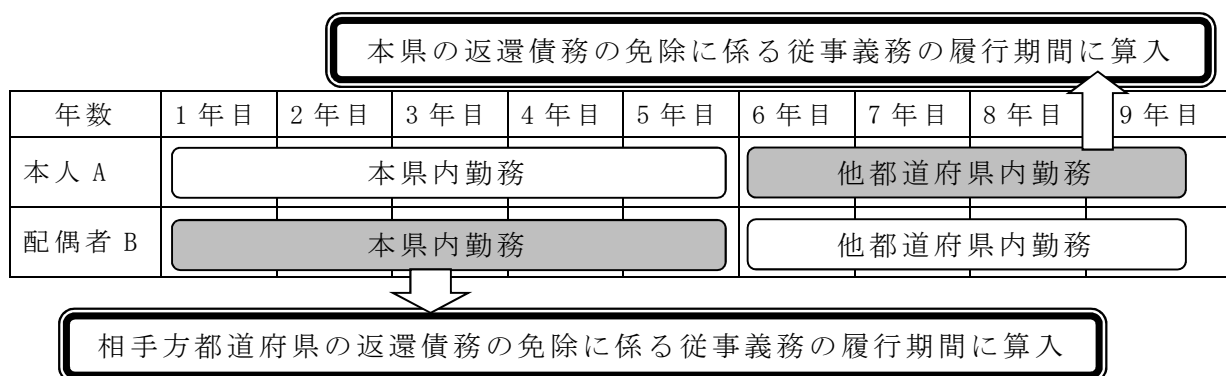 本県の返還債務の免除に係る従事義務の履行期間に算入
年数 1年目 2年目 3年目 4年目 5年目 6年目 7年目 8年目 9年目
本人A 本県内勤務 他都道府県内勤務
配偶者B 本県内勤務 他都道府県内勤務
相手方都道府県の返還債務の免除に係る従事義務の履行期間に算入